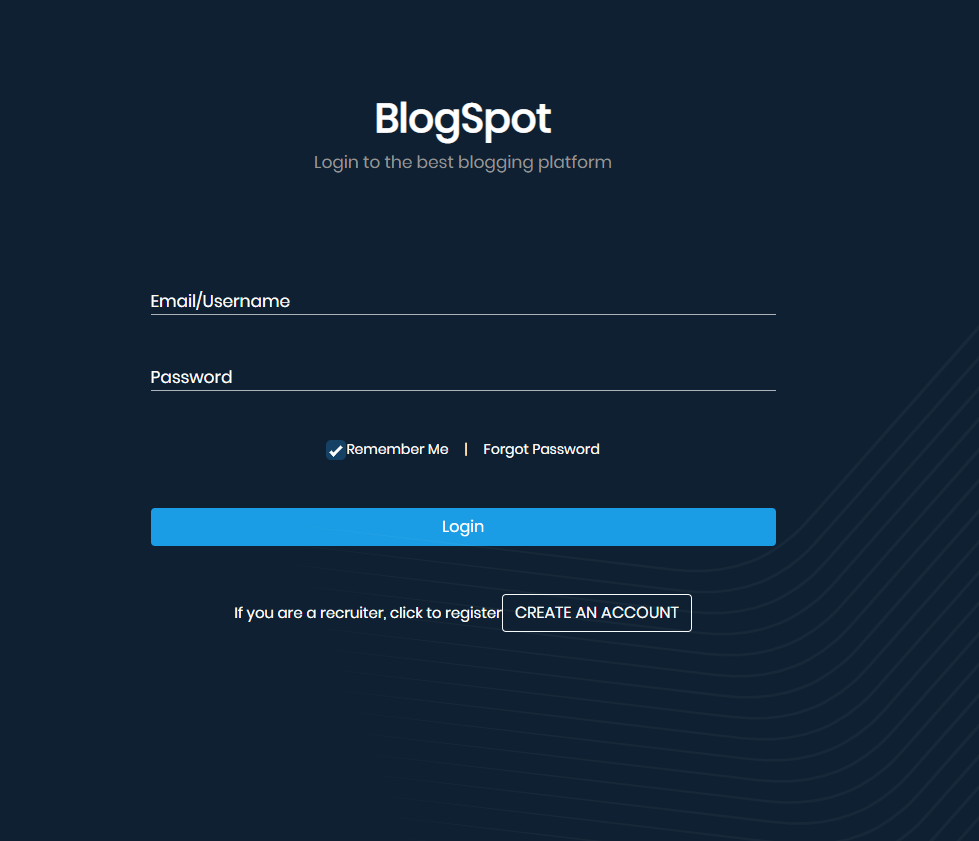 BlogSpot
Login to the best blogging platform
Email/Username
Password
Remember Me | Forgot Password
Login
If you are a recruiter, click to register CREATE AN ACCOUNT